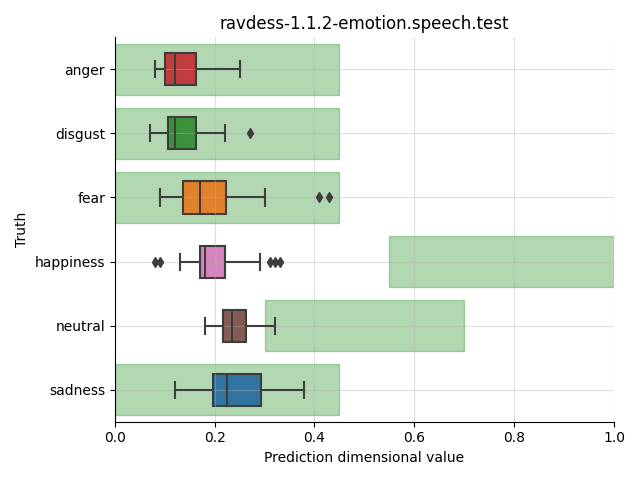 ravdess-1.1.2-emotion.speech.test
Truth
anger
disgust
fear
happiness
neutral
sadness
0.0 0.2 0.4 0.6 0.8 1.0
Prediction dimensional value